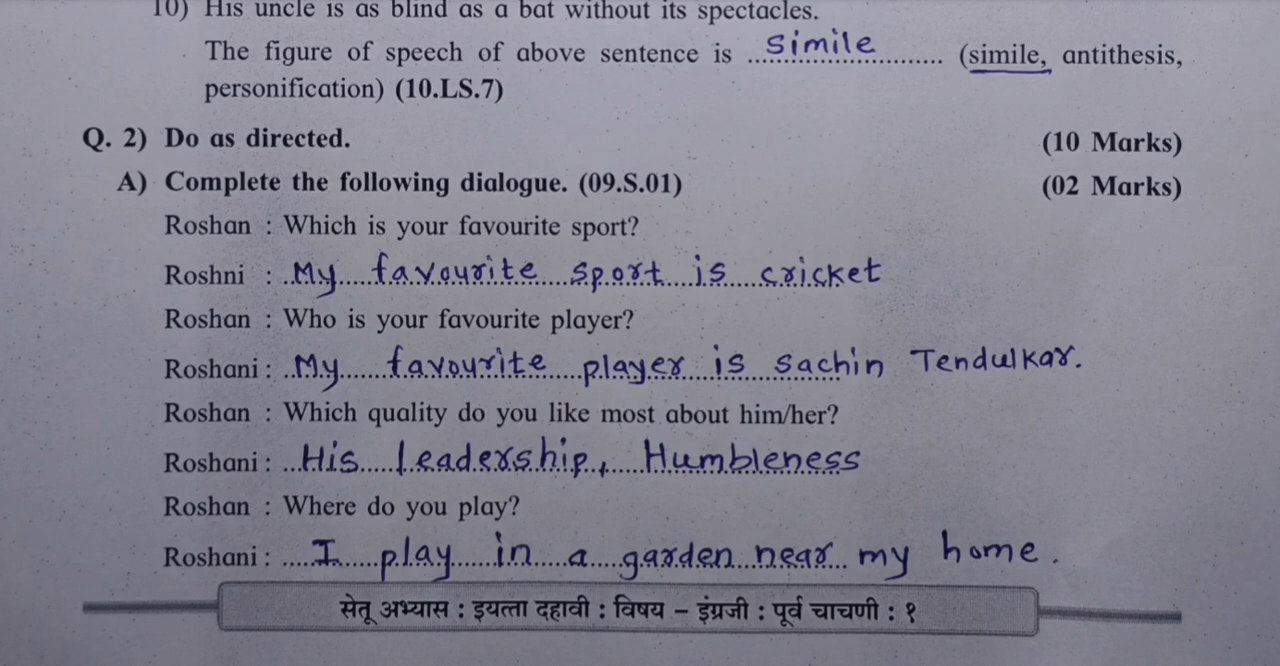 10) His uncle is as blind as a bat without its spectacles.
The figure of speech of above sentence is simile (simile, antithesis,
personification) (10.LS.7)
Q. 2) Do as directed. (10 Marks)
A) Complete the following dialogue. (09.S.01) (02 Marks)
Roshan : Which is your favourite sport?
Roshni : My favourite sport is cricket
Roshan : Who is your favourite player?
Roshani : My favourite player is sachin Tendulkar.
Roshan : Which quality do you like most about him/her?
Roshani : His leadership, Humbleness
Roshan : Where do you play?
Roshani : I play in a garden near my home.
सेतू अभ्यास : इयत्ता दहावी : विषय – इंग्रजी : पूर्व चाचणी : १